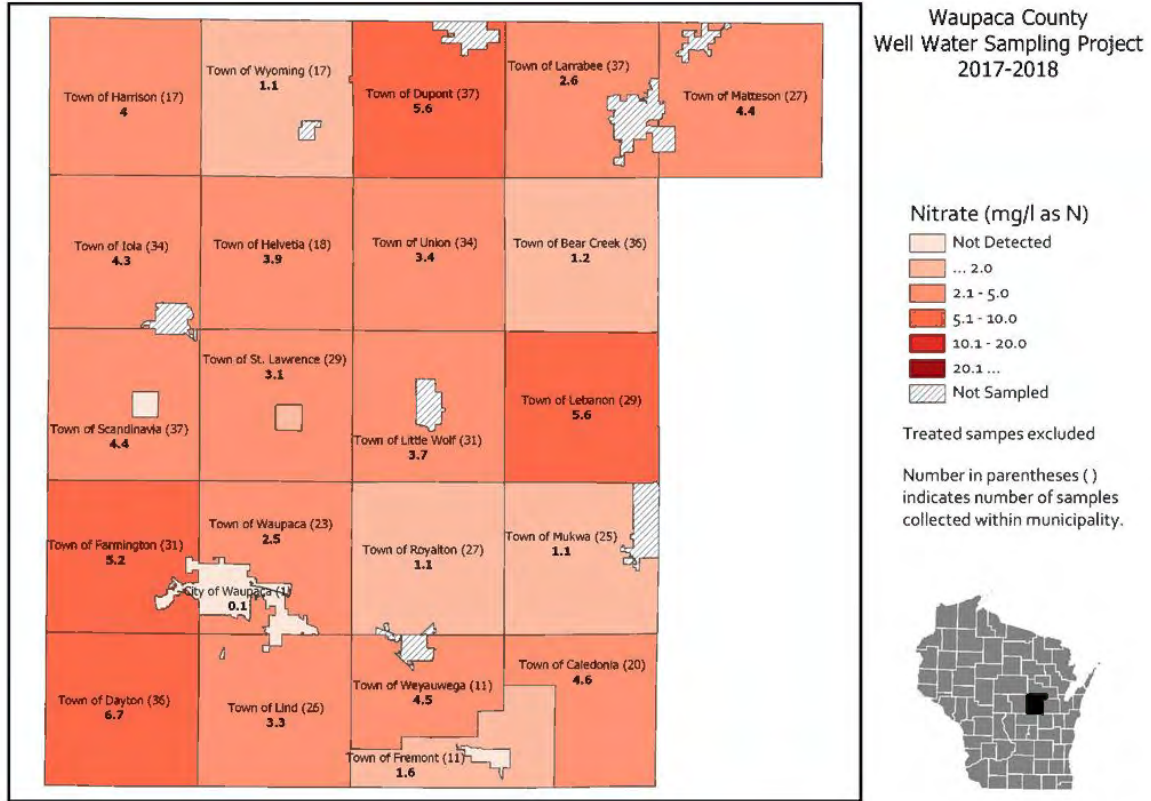 Waupaca County
Well Water Sampling Project
2017-2018
Town of Harrison (17)
4
Town of Wyoming (17)
1.1
Town of Dupont (37)
5.6
Town of Larrabee (37)
2.6
Town of Matteson (27)
4.4
Town of Iola (34)
4.3
Town of Helvetia (18)
3.9
Town of Union (34)
3.4
Town of Bear Creek (36)
1.2
Town of Scandinavia (37)
4.4
Town of St. Lawrence (29)
3.1
Town of Little Wolf (31)
3.7
Town of Lebanon (29)
5.6
Town of Farmington (31)
5.2
Town of Waupaca (23)
2.5
City of Waupaca (1)
0.1
Town of Royalton (27)
1.1
Town of Mukwa (25)
1.1
Town of Dayton (36)
6.7
Town of Lind (26)
3.3
Town of Weyauwega (11)
4.5
Town of Fremont (11)
1.6
Town of Caledonia (20)
4.6
Nitrate (mg/l as N)
Not Detected
... 2.0
2.1 - 5.0
5.1 - 10.0
10.1 - 20.0
20.1 ...
Not Sampled
Treated sampes excluded
Number in parentheses ( )
indicates number of samples
collected within municipality.